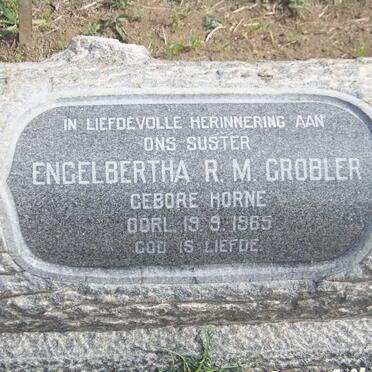 IN LIEFDEVOLLE HERINNERING AAN
ONS SUSTER
ENGELBERTHA R. M. GROBLER
GEBORE HORNE
OORL. 19. 9. 1965
GOD IS LIEFDE.